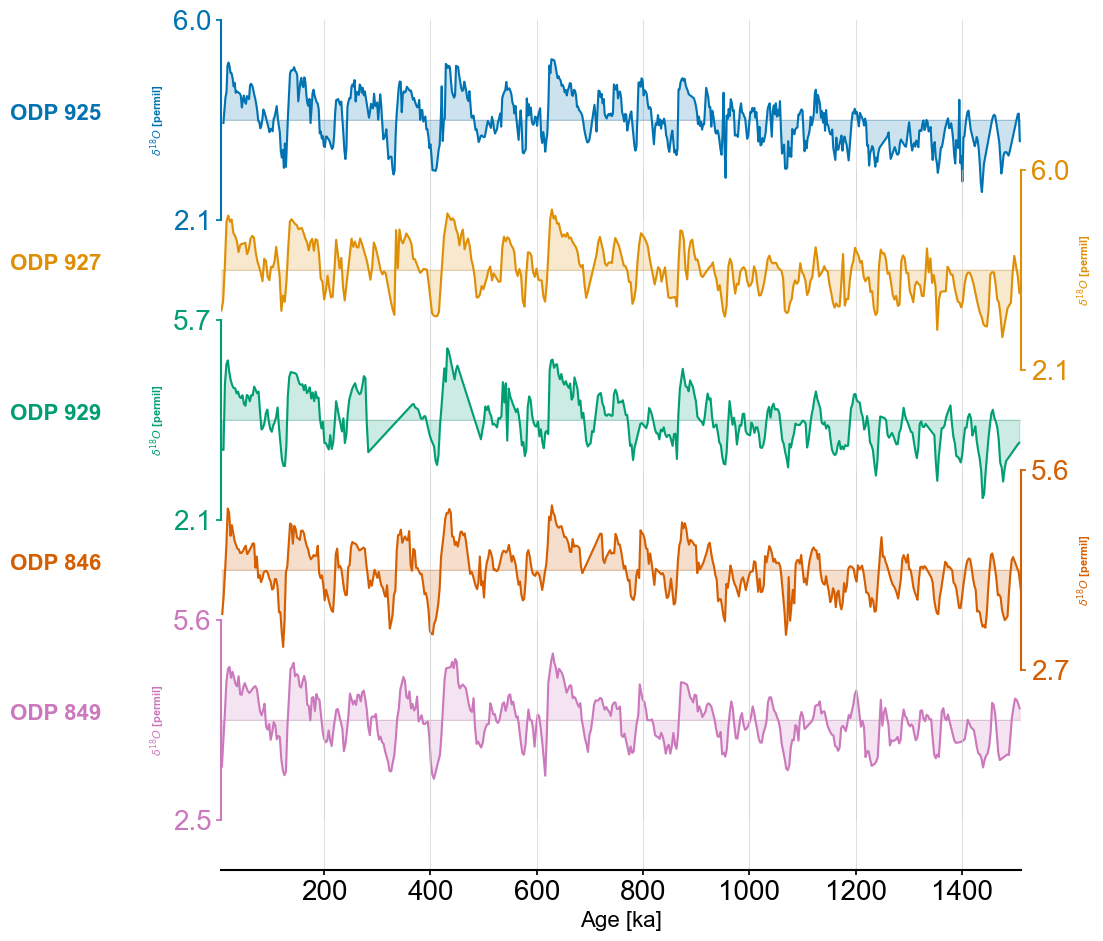 6.0
ODP 925
δ18O [permil]
2.1
6.0
ODP 927
δ18O [permil]
2.1
5.7
ODP 929
δ18O [permil]
2.1
5.6
ODP 846
δ18O [permil]
2.7
5.6
ODP 849
δ18O [permil]
2.5
200 400 600 800 1000 1200 1400
Age [ka]